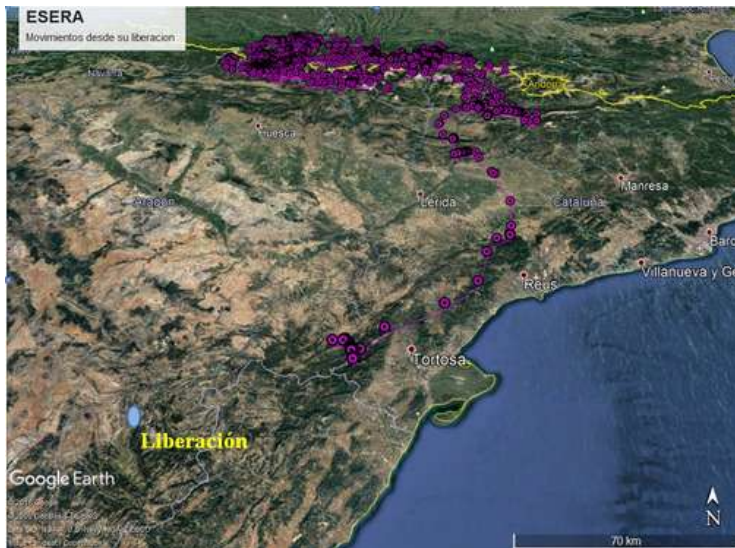 ESERA
Movimientos desde su liberacion
Navarra
Andorra
Huesca
Lérida
Manresa
Aragón
Cataluña
Reus
Villanueva y Ge
Tortosa
LIberación
Google Earth
N
70 km